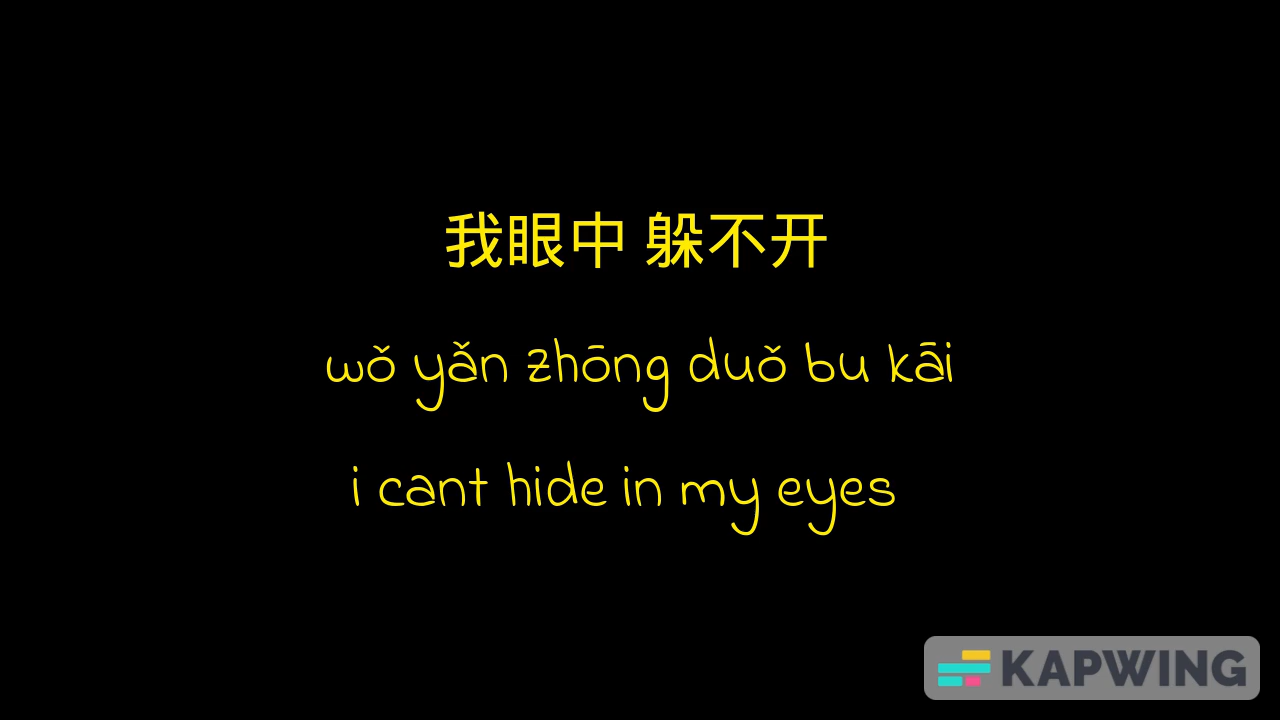 我眼中 躲不开
wǒ yǎn zhōng duǒ bu kāi
i cant hide in my eyes
KAPWING